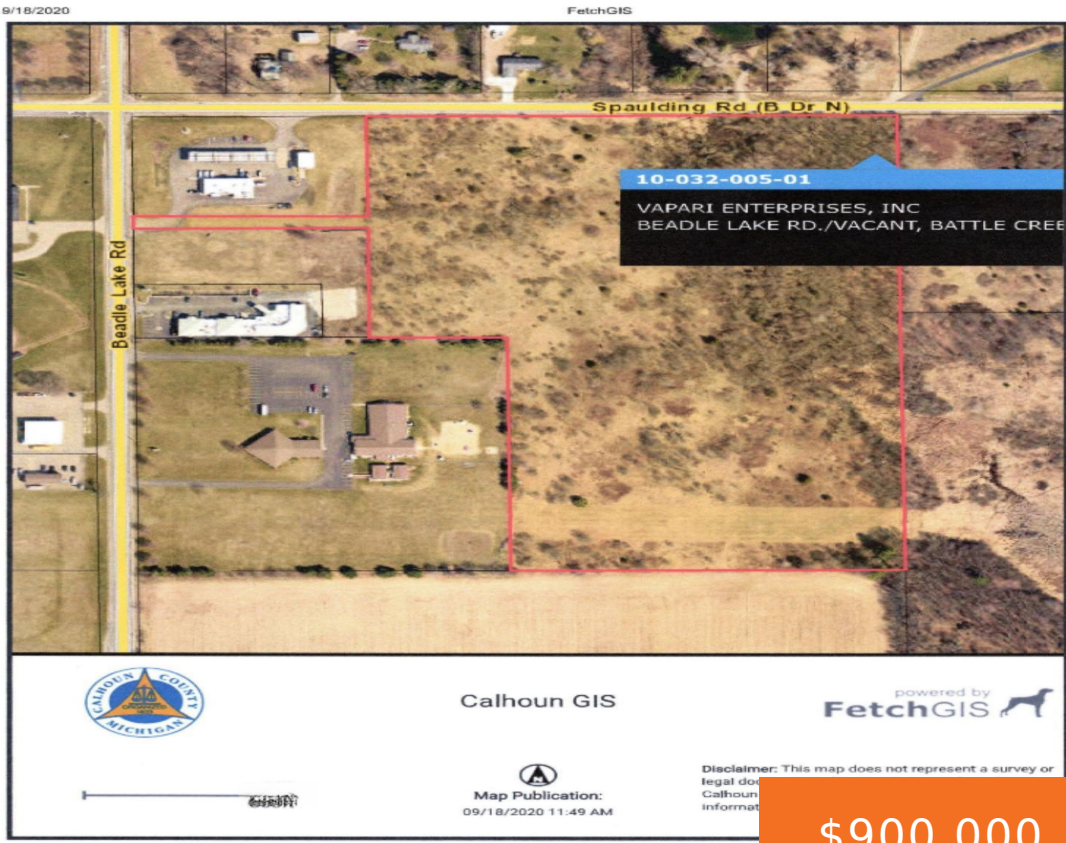 9/18/2020
FetchGIS
Spaulding Rd (B Dr N)
10-032-005-01
VAPARI ENTERPRISES, INC
BEADLE LAKE RD./VACANT, BATTLE CREE
Beadle Lake Rd
CALHOUN COUNTY
MICHIGAN
Calhoun GIS
powered by
FetchGIS
Map Publication:
09/18/2020 11:49 AM
Disclaimer: This map does not represent a survey or
legal doc
Calhoun
informat
$900,000